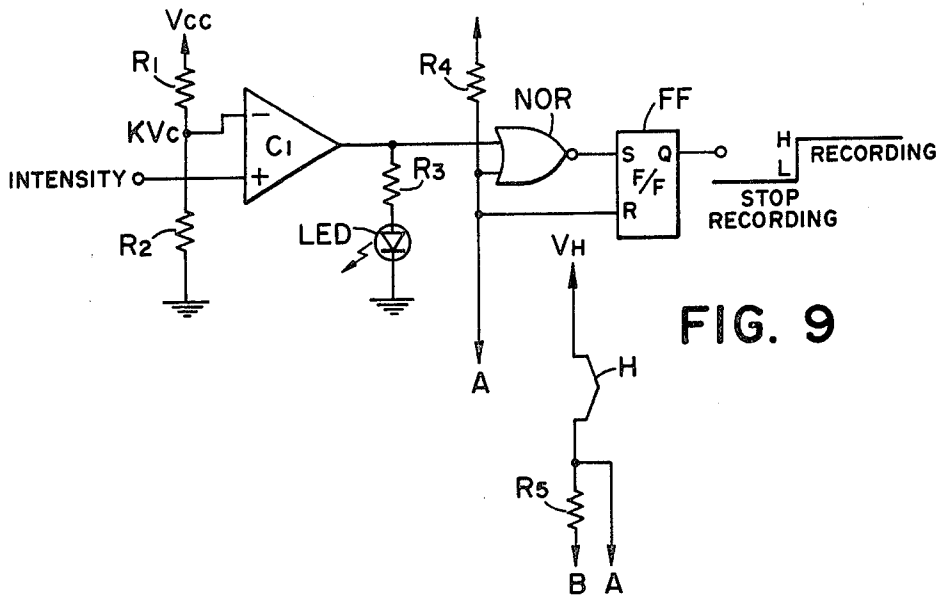 Vcc
R1
R4
NOR
FF
KVc
−
C1
+
INTENSITY
R3
S Q
F/F
R
H
L
RECORDING
STOP
RECORDING
R2
LED
VH
FIG. 9
A
H
R5
B A